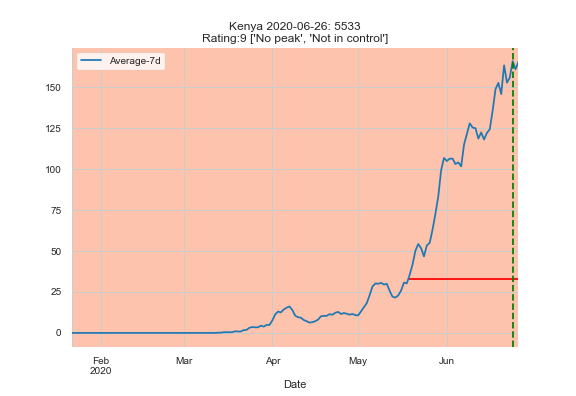 Kenya 2020-06-26: 5533
Rating:9 ['No peak', 'Not in control']
Average-7d
150
125
100
75
50
25
0
Feb
2020
Mar
Apr
May
Jun
Date